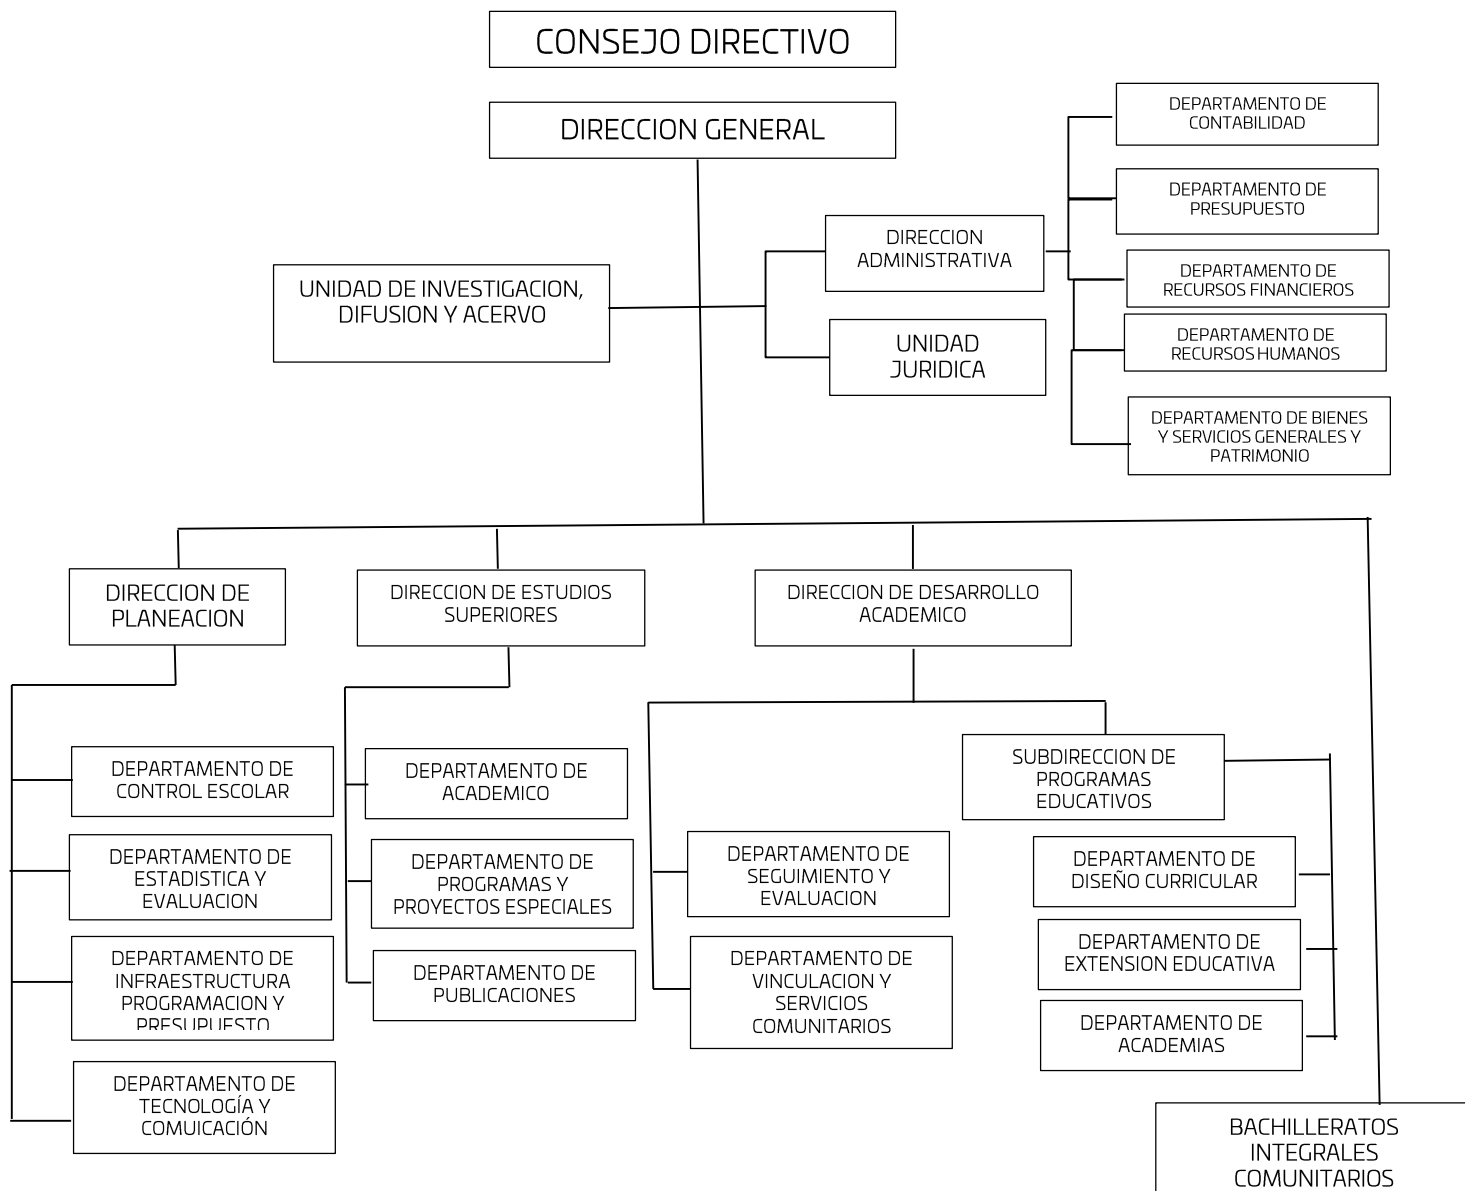 CONSEJO DIRECTIVO
DIRECCION GENERAL
DEPARTAMENTO DE
CONTABILIDAD
DEPARTAMENTO DE
PRESUPUESTO
DIRECCION
ADMINISTRATIVA
DEPARTAMENTO DE
RECURSOS FINANCIEROS
UNIDAD DE INVESTIGACION,
DIFUSION Y ACERVO
UNIDAD
JURIDICA
DEPARTAMENTO DE
RECURSOS HUMANOS
DEPARTAMENTO DE BIENES
Y SERVICIOS GENERALES Y
PATRIMONIO
DIRECCION DE
PLANEACION
DIRECCION DE ESTUDIOS
SUPERIORES
DIRECCION DE DESARROLLO
ACADEMICO
DEPARTAMENTO DE
CONTROL ESCOLAR
DEPARTAMENTO DE
ESTADISTICA Y
EVALUACION
DEPARTAMENTO DE
INFRAESTRUCTURA
PROGRAMACION Y
PRESUPUESTO
DEPARTAMENTO DE
TECNOLOGÍA Y
COMUICACIÓN
DEPARTAMENTO DE
ACADEMICO
DEPARTAMENTO DE
PROGRAMAS Y
PROYECTOS ESPECIALES
DEPARTAMENTO DE
PUBLICACIONES
DEPARTAMENTO DE
SEGUIMIENTO Y
EVALUACION
DEPARTAMENTO DE
VINCULACION Y
SERVICIOS
COMUNITARIOS
SUBDIRECCION DE
PROGRAMAS
EDUCATIVOS
DEPARTAMENTO DE
DISEÑO CURRICULAR
DEPARTAMENTO DE
EXTENSION EDUCATIVA
DEPARTAMENTO DE
ACADEMIAS
BACHILLERATOS
INTEGRALES
COMUNITARIOS